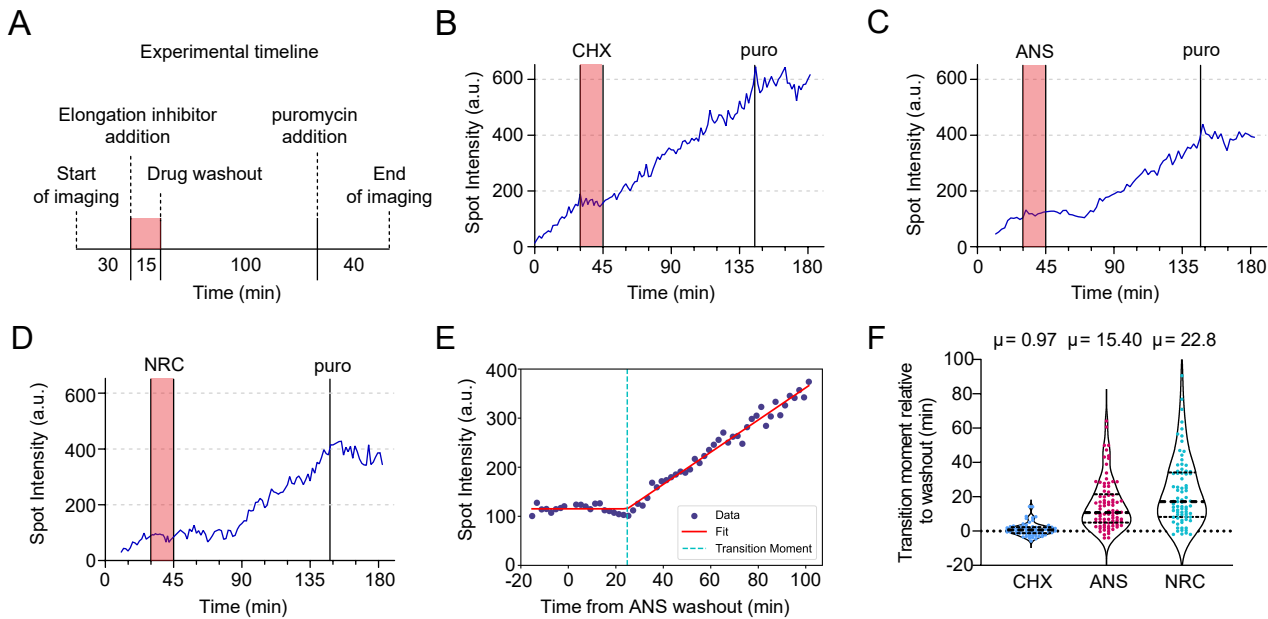 A
Experimental timeline
Elongation inhibitor
addition
puromycin
addition
Start
of imaging
Drug washout
End
of imaging
30
15
100
40
Time (min)
B
CHX
puro
Spot Intensity (a.u.)
600
400
200
0
0 45 90 135 180
Time (min)
C
ANS
puro
Spot Intensity (a.u.)
600
400
200
0
0 45 90 135 180
Time (min)
D
NRC
puro
Spot Intensity (a.u.)
600
400
200
0
0 45 90 135 180
Time (min)
E
Spot Intensity (a.u.)
400
300
200
100
0
-20 0 20 40 60 80 100
Data
Fit
Transition Moment
Time from ANS washout (min)
F
μ= 0.97 μ= 15.40 μ= 22.8
Transition moment relative
to washout (min)
100
80
60
40
20
0
-20
CHX ANS NRC